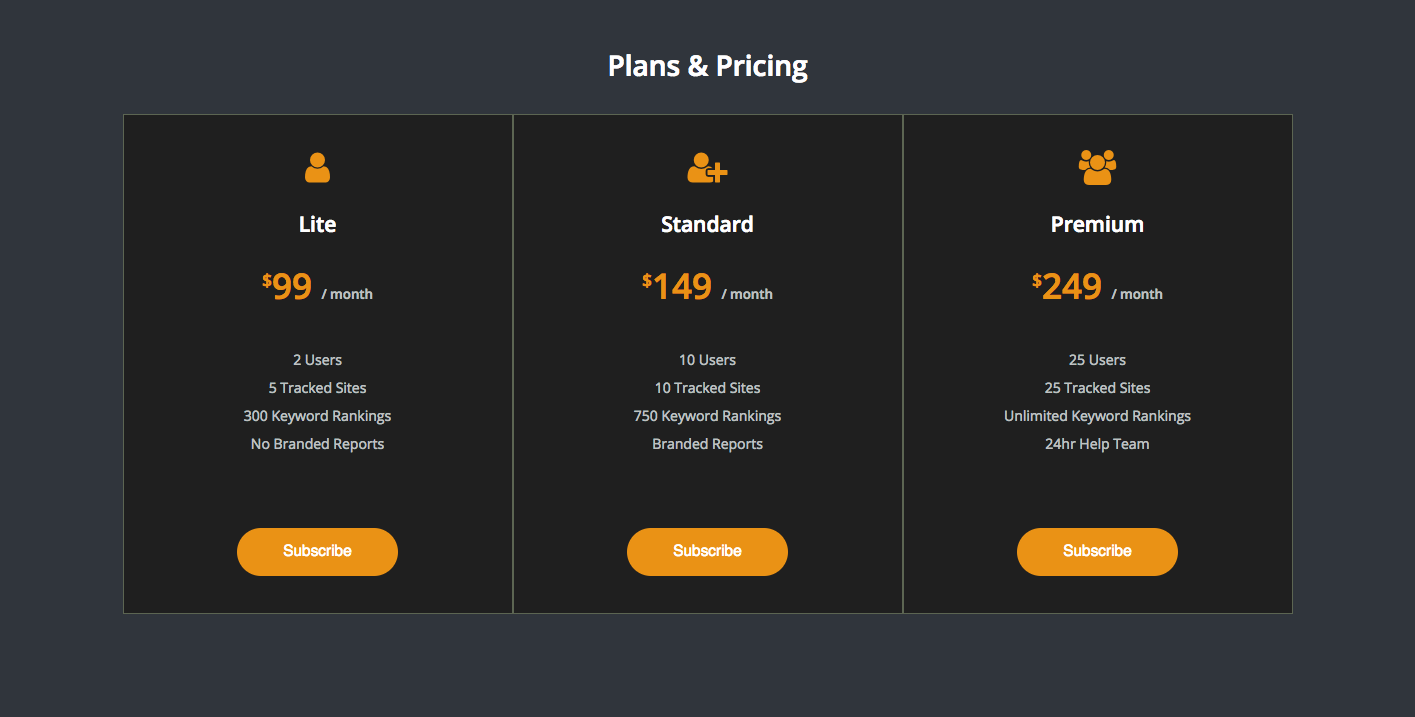 Plans & Pricing
Lite
$99 / month
2 Users
5 Tracked Sites
300 Keyword Rankings
No Branded Reports
Subscribe
Standard
$149 / month
10 Users
10 Tracked Sites
750 Keyword Rankings
Branded Reports
Subscribe
Premium
$249 / month
25 Users
25 Tracked Sites
Unlimited Keyword Rankings
24hr Help Team
Subscribe